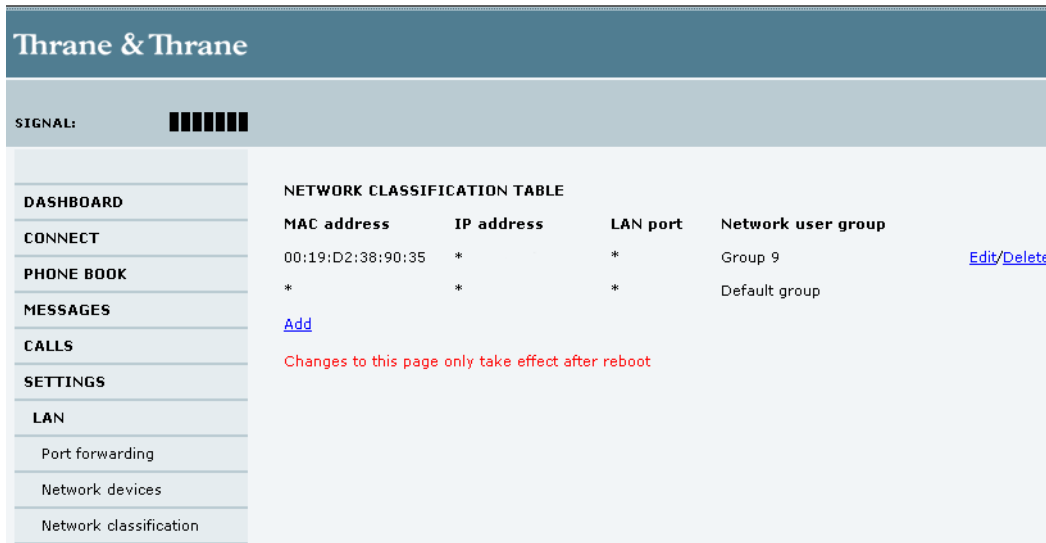 Thrane & Thrane
SIGNAL:
DASHBOARD
CONNECT
PHONE BOOK
MESSAGES
CALLS
SETTINGS
LAN
Port forwarding
Network devices
Network classification
NETWORK CLASSIFICATION TABLE
MAC address IP address LAN port Network user group
00:19:D2:38:90:35 * * Group 9 Edit/Delete
* * * Default group
Add
Changes to this page only take effect after reboot